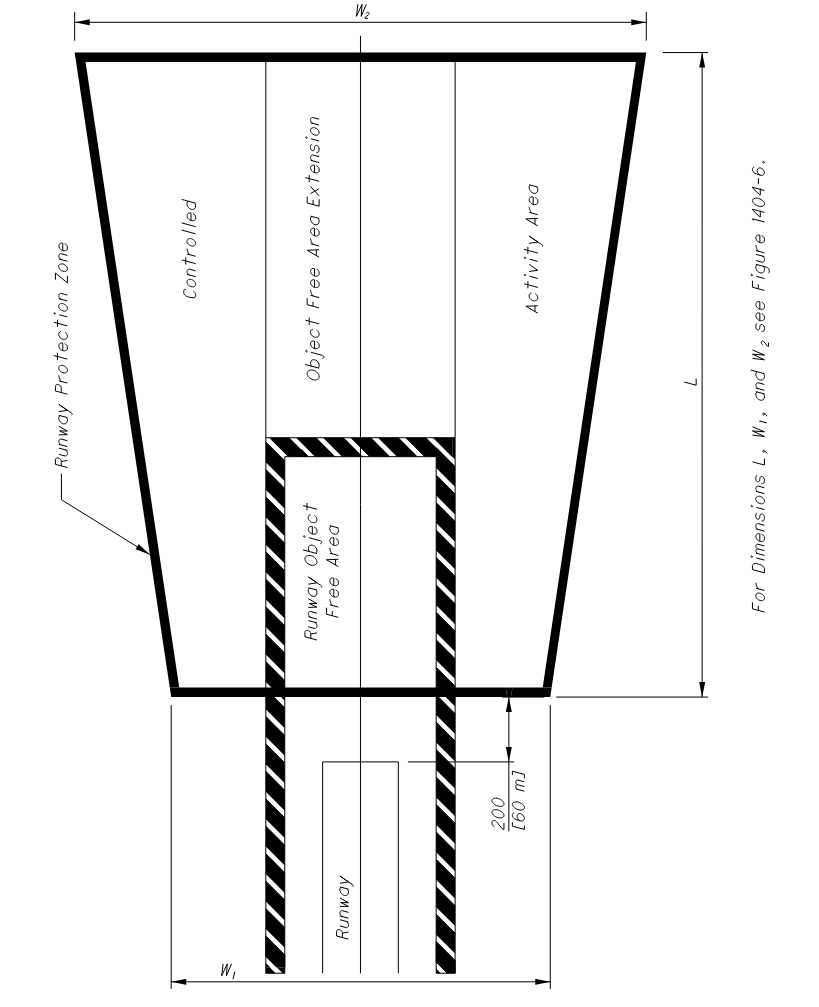 W₂
Runway Protection Zone
Controlled
Object Free Area Extension
Activity Area
L
For Dimensions L, W₁, and W₂ see Figure 1404-6.
Runway Object
Free Area
200
[60 m]
Runway
W₁